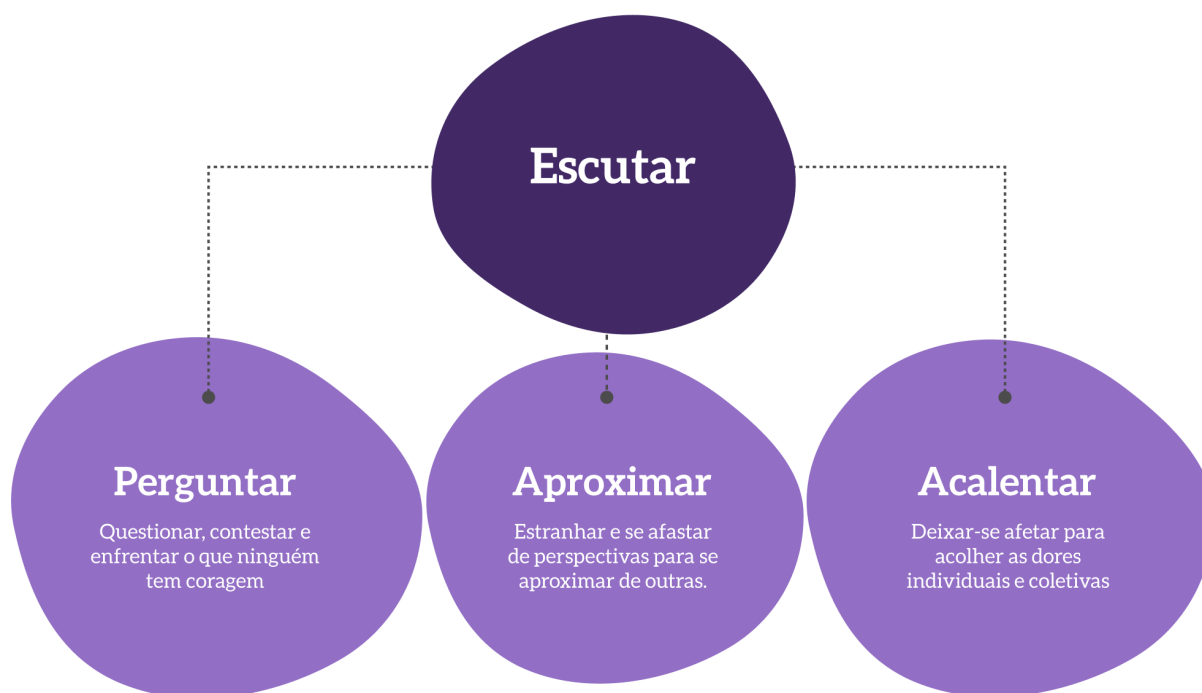 Escutar
Perguntar
Questionar, contestar e
enfrentar o que ninguém
tem coragem
Aproximar
Estranhar e se afastar
de perspectivas para se
aproximar de outras.
Acalentar
Deixar-se afetar para
acolher as dores
individuais e coletivas